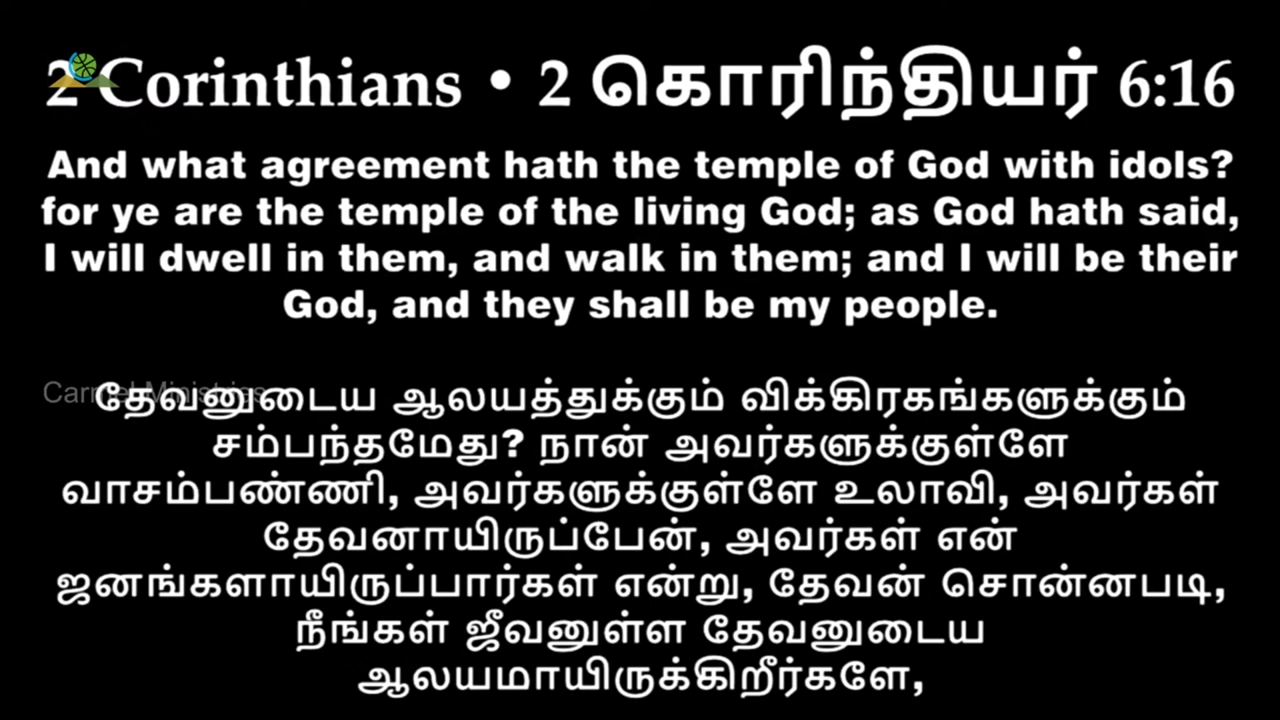 2 Corinthians • 2 கொரிந்தியர் 6:16
And what agreement hath the temple of God with idols?
for ye are the temple of the living God; as God hath said,
I will dwell in them, and walk in them; and I will be their
God, and they shall be my people.
Carmel Ministries
தேவனுடைய ஆலயத்துக்கும் விக்கிரகங்களுக்கும்
சம்பந்தமேது? நான் அவர்களுக்குள்ளே
வாசம்பண்ணி, அவர்களுக்குள்ளே உலாவி, அவர்கள்
தேவனாயிருப்பேன், அவர்கள் என்
ஜனங்களாயிருப்பார்கள் என்று, தேவன் சொன்னபடி,
நீங்கள் ஜீவனுள்ள தேவனுடைய
ஆலயமாயிருக்கிறீர்களே,